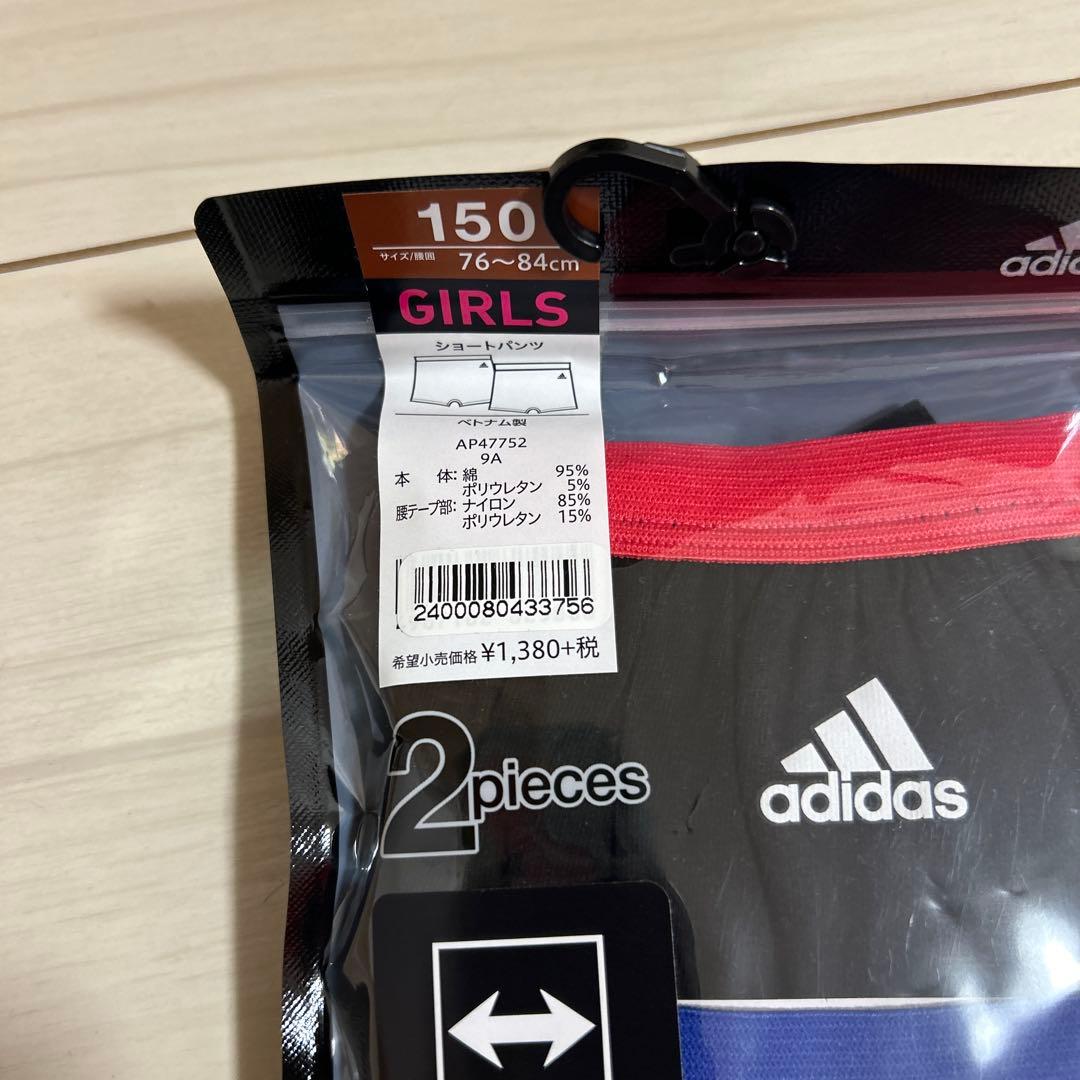 150
サイズ/腰囲 76～84cm
GIRLS
ショートパンツ
ベトナム製
AP47752
9A
本 体: 綿 95%
ポリウレタン 5%
腰テープ部: ナイロン 85%
ポリウレタン 15%
2400080433756
希望小売価格 ¥1,380+税
2 pieces
adidas